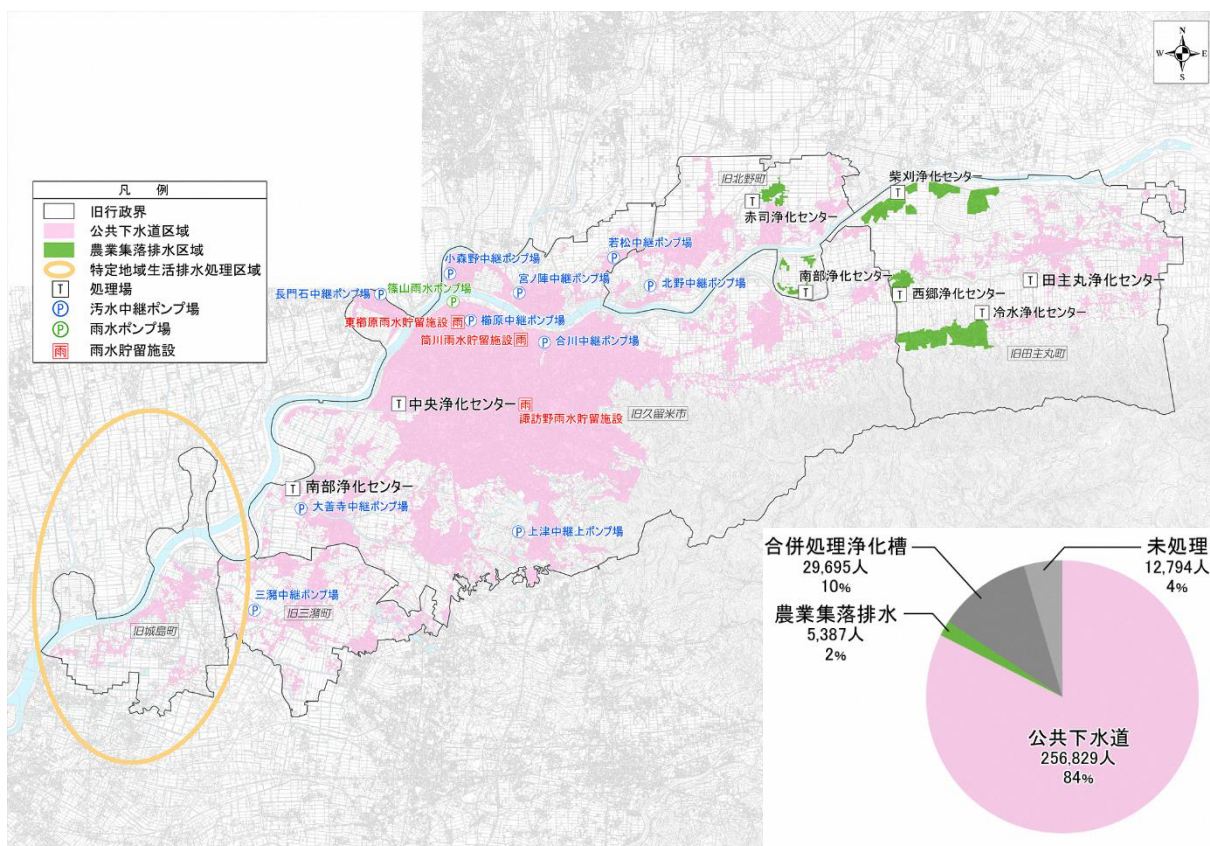 N
W E
S
凡 例
旧行政界
公共下水道区域
農業集落排水区域
特定地域生活排水処理区域
T 処理場
P 汚水中継ポンプ場
P 雨水ポンプ場
雨 雨水貯留施設
旧北野町
T
赤司浄化センター
柴刈浄化センター
T
若松中継ポンプ場
P
小森野中継ポンプ場
P
宮ノ陣中継ポンプ場
P
P 北野中継ポンプ場
南部浄化センター
T
T
西郷浄化センター
T 田主丸浄化センター
T
冷水浄化センター
長門石中継ポンプ場 P
篠山雨水ポンプ場
P
東櫛原雨水貯留施設 雨
P 櫛原中継ポンプ場
筒川雨水貯留施設 雨
P 合川中継ポンプ場
旧田主丸町
T 中央浄化センター 雨
諏訪野雨水貯留施設
旧久留米市
T 南部浄化センター
P 大善寺中継ポンプ場
P 上津中継上ポンプ場
三潴中継ポンプ場
P
旧三潴町
旧城島町
合併処理浄化槽
29,695人
10%
未処理
12,794人
4%
農業集落排水
5,387人
2%
公共下水道
256,829人
84%